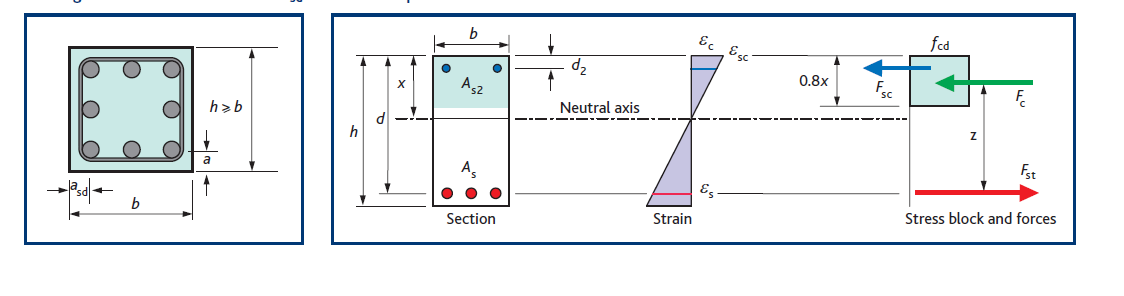 h ⩾ b
a
a_sd
b
b
ε_c
ε_sc
f_cd
d_2
x
A_s2
0.8x
F_sc
F_c
Neutral axis
d
h
z
A_s
F_st
ε_s
Section
Strain
Stress block and forces